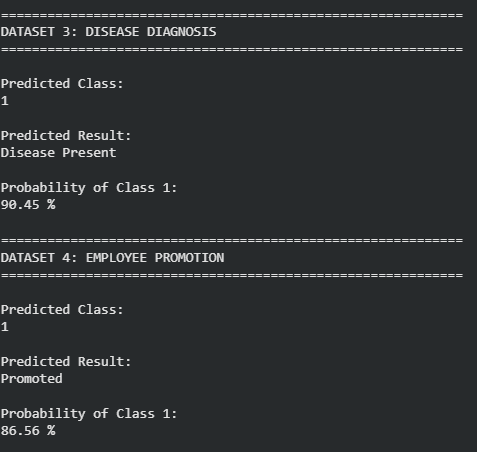 ============================================================
DATASET 3: DISEASE DIAGNOSIS
============================================================
Predicted Class:
1
Predicted Result:
Disease Present
Probability of Class 1:
90.45 %
============================================================
DATASET 4: EMPLOYEE PROMOTION
============================================================
Predicted Class:
1
Predicted Result:
Promoted
Probability of Class 1:
86.56 %